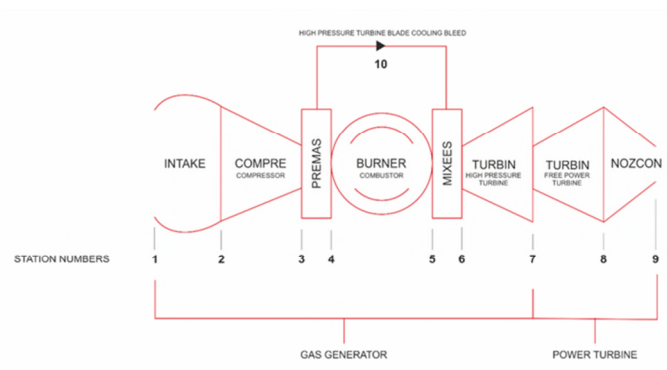 HIGH PRESSURE TURBINE BLADE COOLING BLEED
10
INTAKE
COMPRE
COMPRESSOR
PREMAS
BURNER
COMBUSTOR
MIXEES
TURBIN
HIGH PRESSURE
TURBINE
TURBIN
FREE POWER
TURBINE
NOZCON
STATION NUMBERS 1 2 3 4 5 6 7 8 9
GAS GENERATOR POWER TURBINE